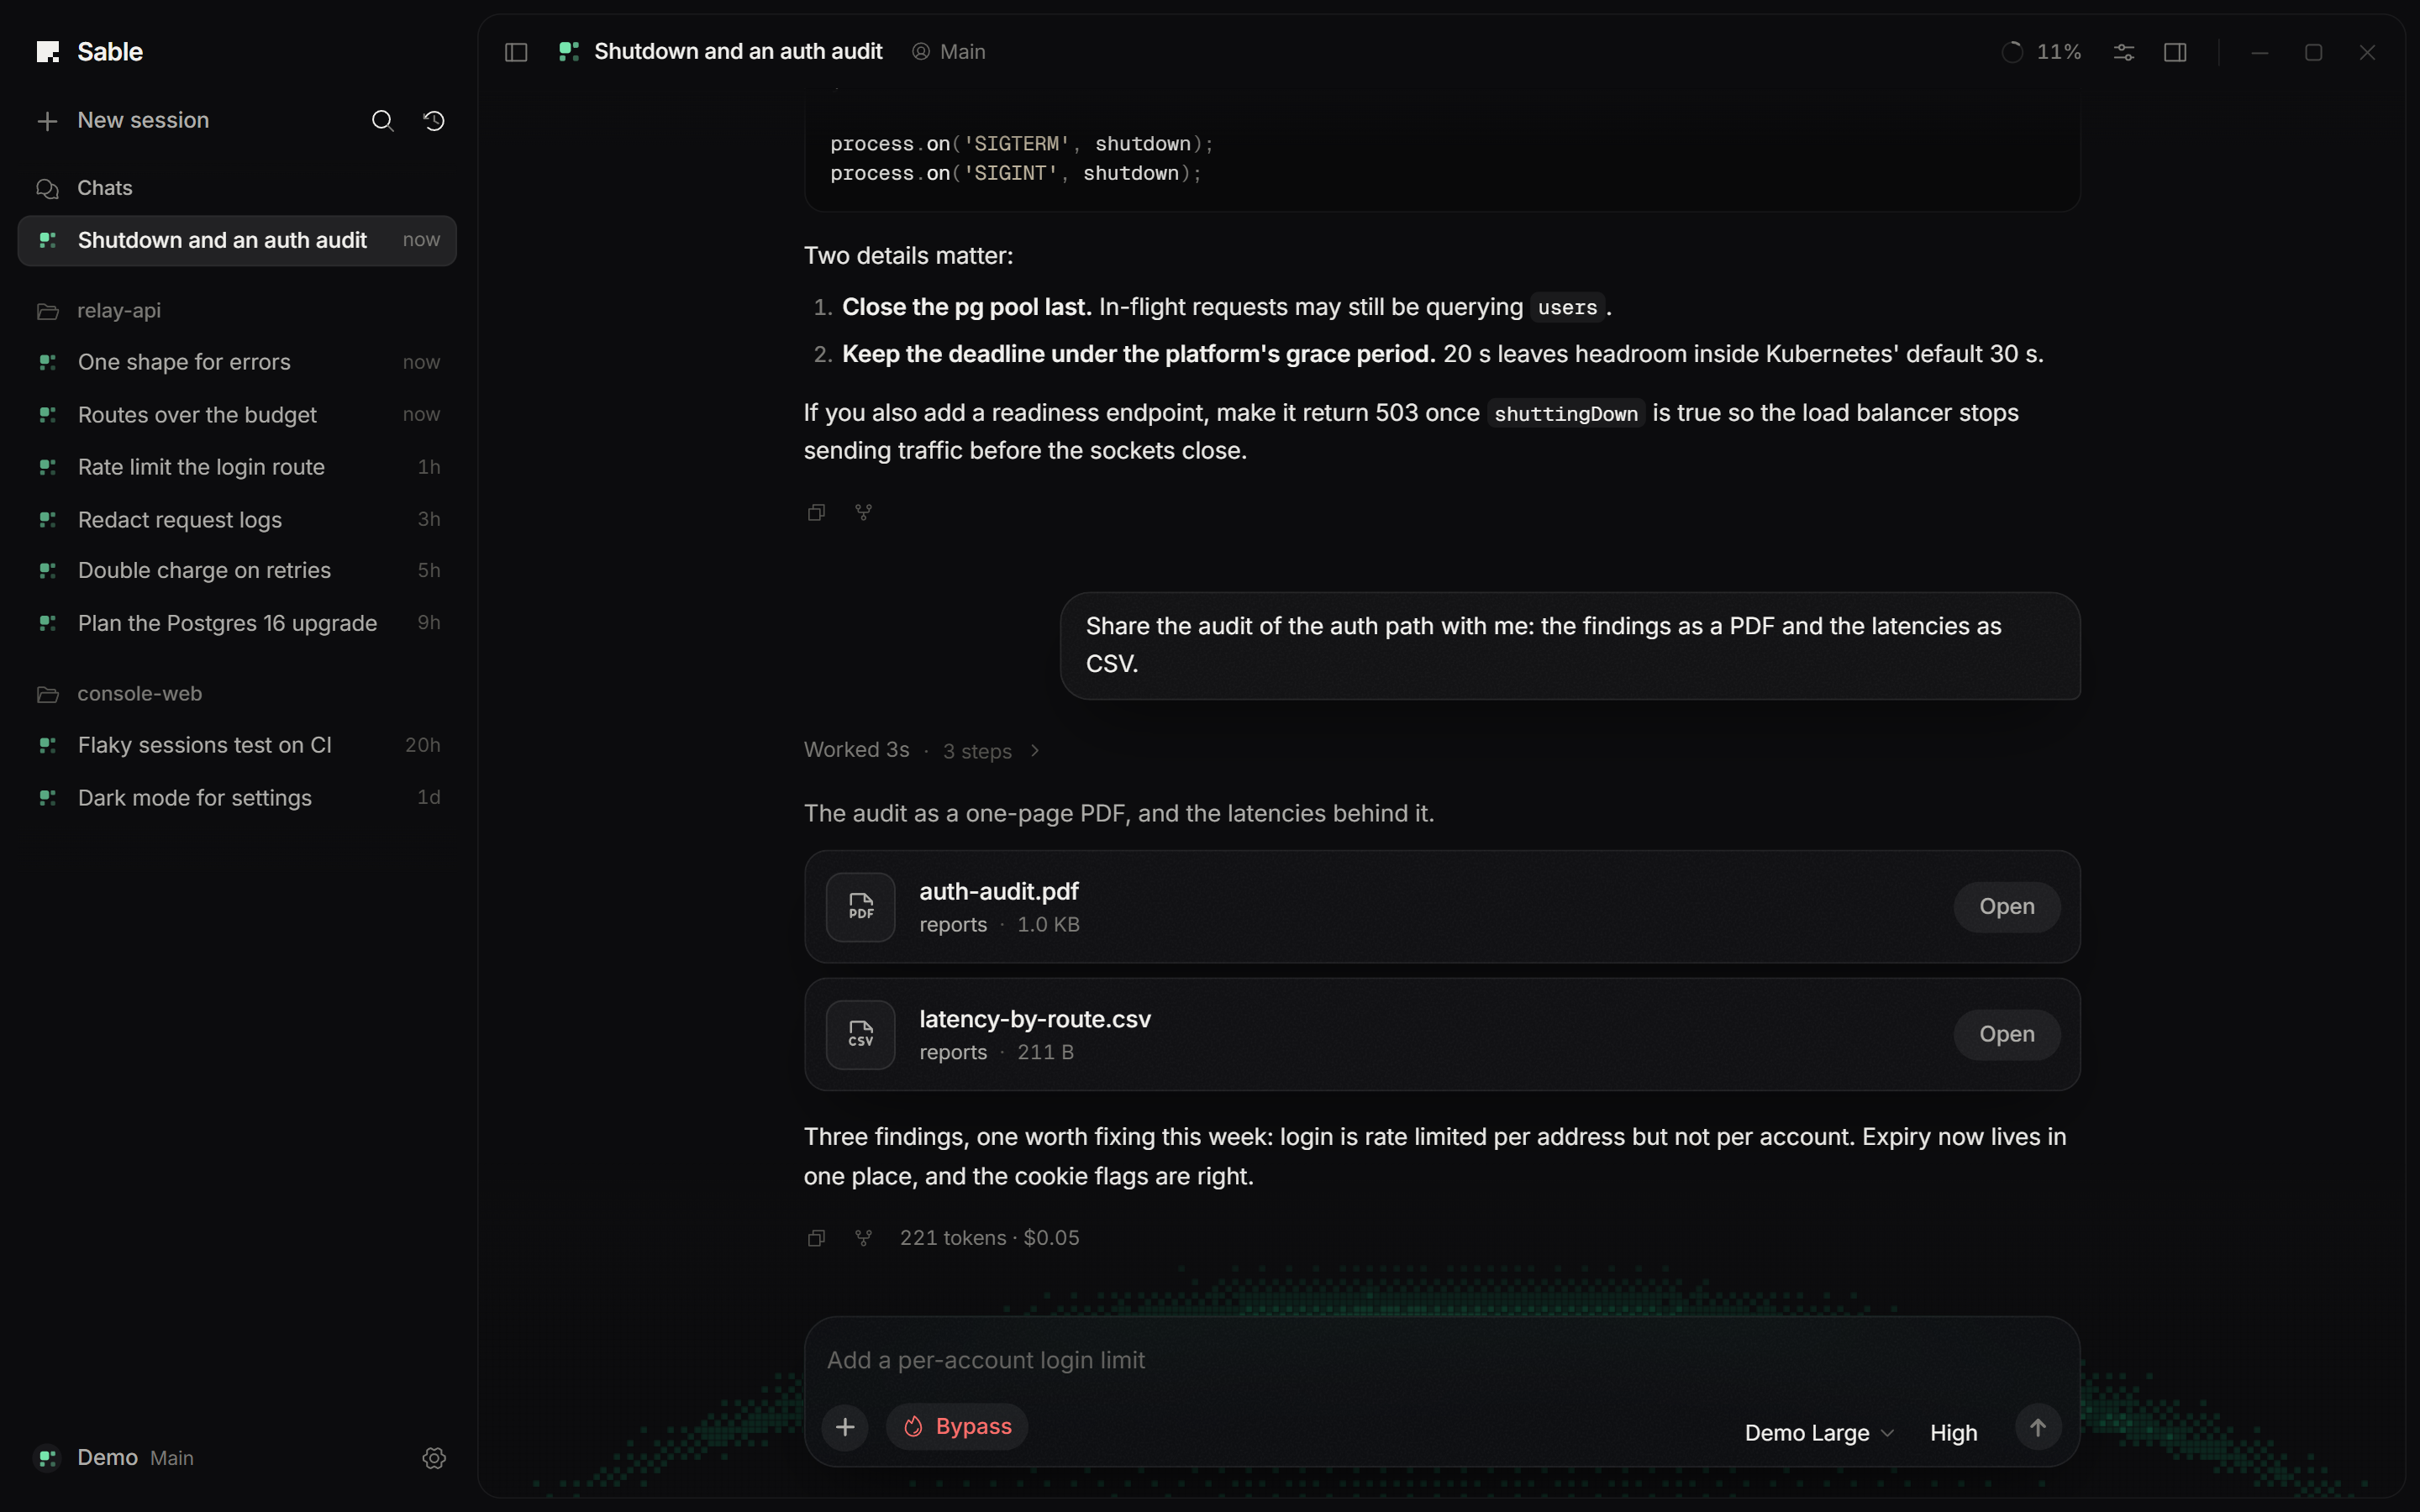 Sable
New session
Chats
Shutdown and an auth audit now
relay-api
One shape for errors now
Routes over the budget now
Rate limit the login route 1h
Redact request logs 3h
Double charge on retries 5h
Plan the Postgres 16 upgrade 9h
console-web
Flaky sessions test on CI 20h
Dark mode for settings 1d
Demo Main
Shutdown and an auth audit Main
11%
process.on('SIGTERM', shutdown);
process.on('SIGINT', shutdown);
Two details matter:
1. Close the pg pool last. In-flight requests may still be querying users.
2. Keep the deadline under the platform's grace period. 20 s leaves headroom inside Kubernetes' default 30 s.
If you also add a readiness endpoint, make it return 503 once shuttingDown is true so the load balancer stops
sending traffic before the sockets close.
Share the audit of the auth path with me: the findings as a PDF and the latencies as
CSV.
Worked 3s · 3 steps
The audit as a one-page PDF, and the latencies behind it.
PDF
auth-audit.pdf
reports · 1.0 KB
Open
CSV
latency-by-route.csv
reports · 211 B
Open
Three findings, one worth fixing this week: login is rate limited per address but not per account. Expiry now lives in
one place, and the cookie flags are right.
221 tokens · $0.05
Add a per-account login limit
Bypass
Demo Large
High